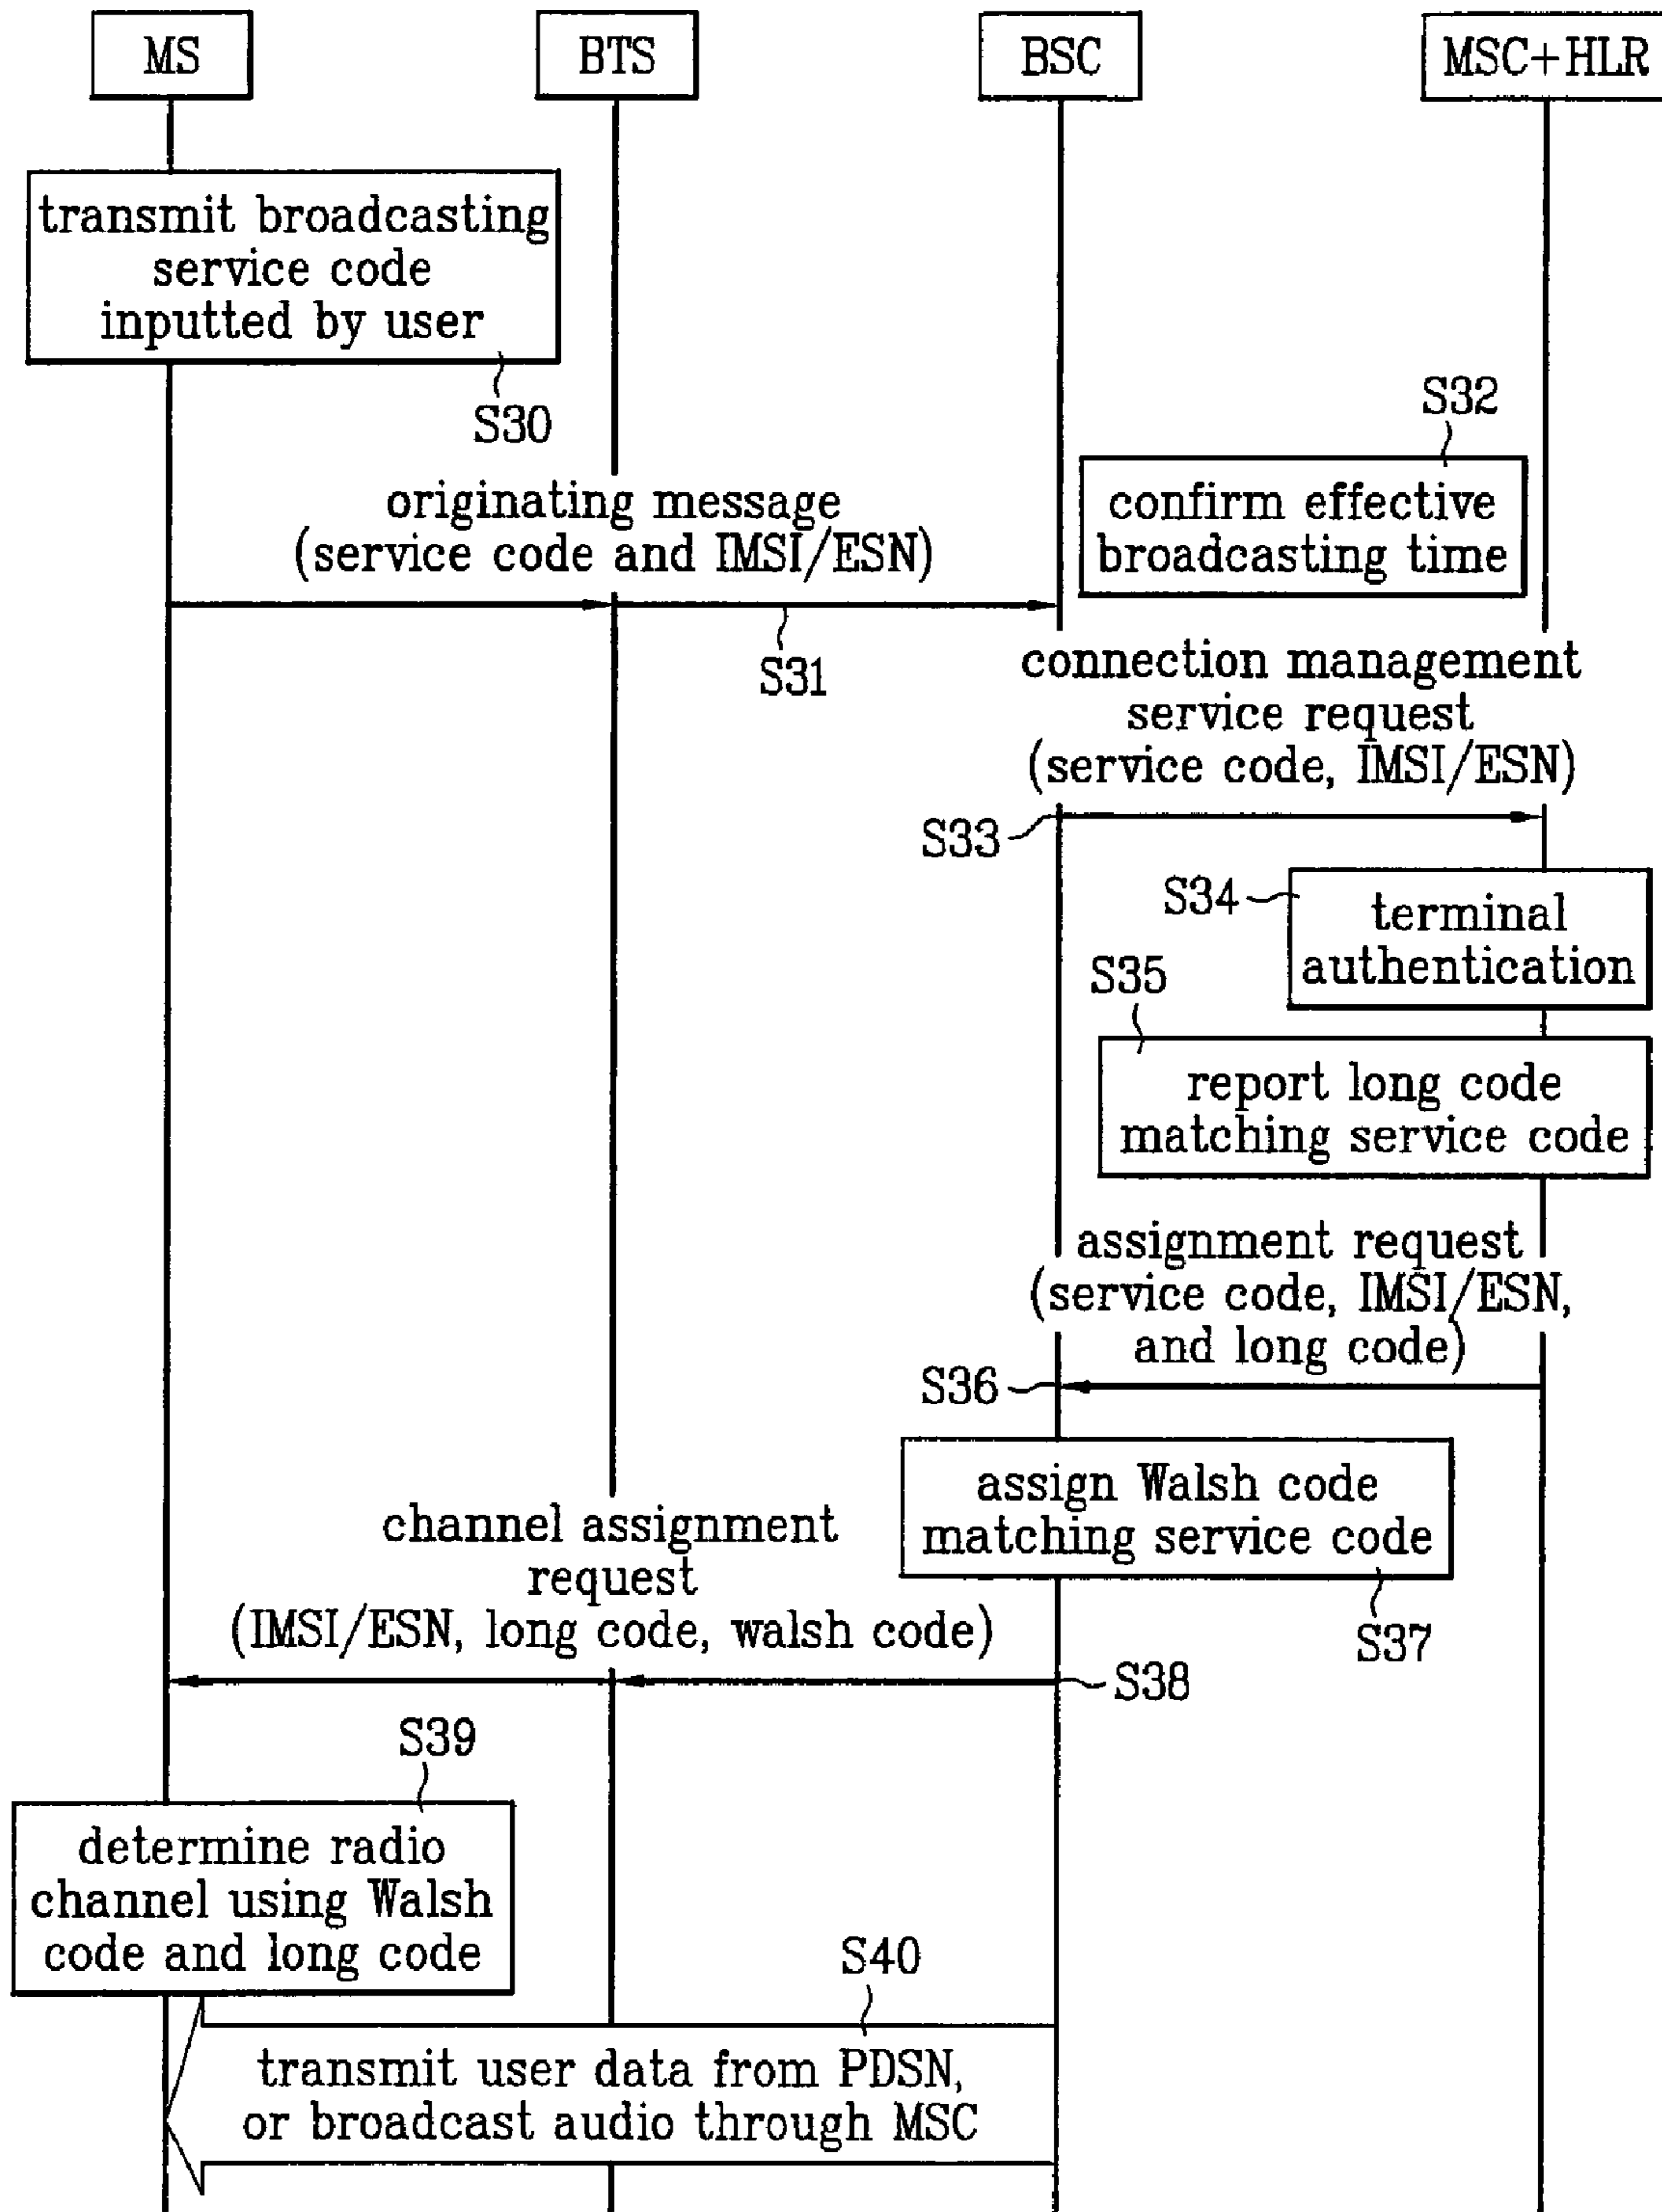 MS
BTS
BSC
MSC+HLR
transmit broadcasting
service code
inputted by user
S30
S32
originating message
(service code and IMSI/ESN)
confirm effective
broadcasting time
S31
connection management
service request
(service code, IMSI/ESN)
S33
S34
terminal
authentication
S35
report long code
matching service code
assignment request
(service code, IMSI/ESN,
and long code)
S36
assign Walsh code
matching service code
S37
channel assignment
request
(IMSI/ESN, long code, walsh code)
S38
S39
determine radio
channel using Walsh
code and long code
S40
transmit user data from PDSN,
or broadcast audio through MSC